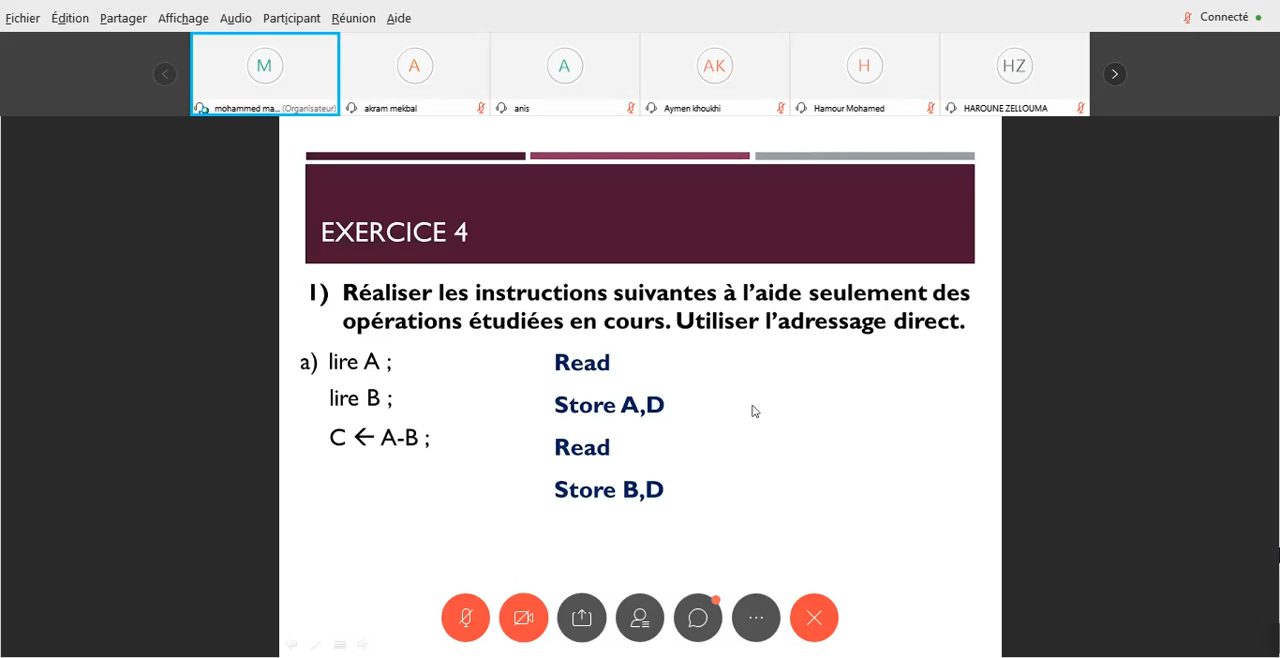 Fichier Édition Partager Affichage Audio Participant Réunion Aide
Connecté
M A A AK H HZ
mohammed ma... (Organisateur) akram mekbal anis Aymen khoukhi Hamour Mohamed HAROUNE ZELLOUMA
EXERCICE 4
1) Réaliser les instructions suivantes à l’aide seulement des
opérations étudiées en cours. Utiliser l’adressage direct.
a) lire A ;
lire B ;
C ← A-B ;
Read
Store A,D
Read
Store B,D